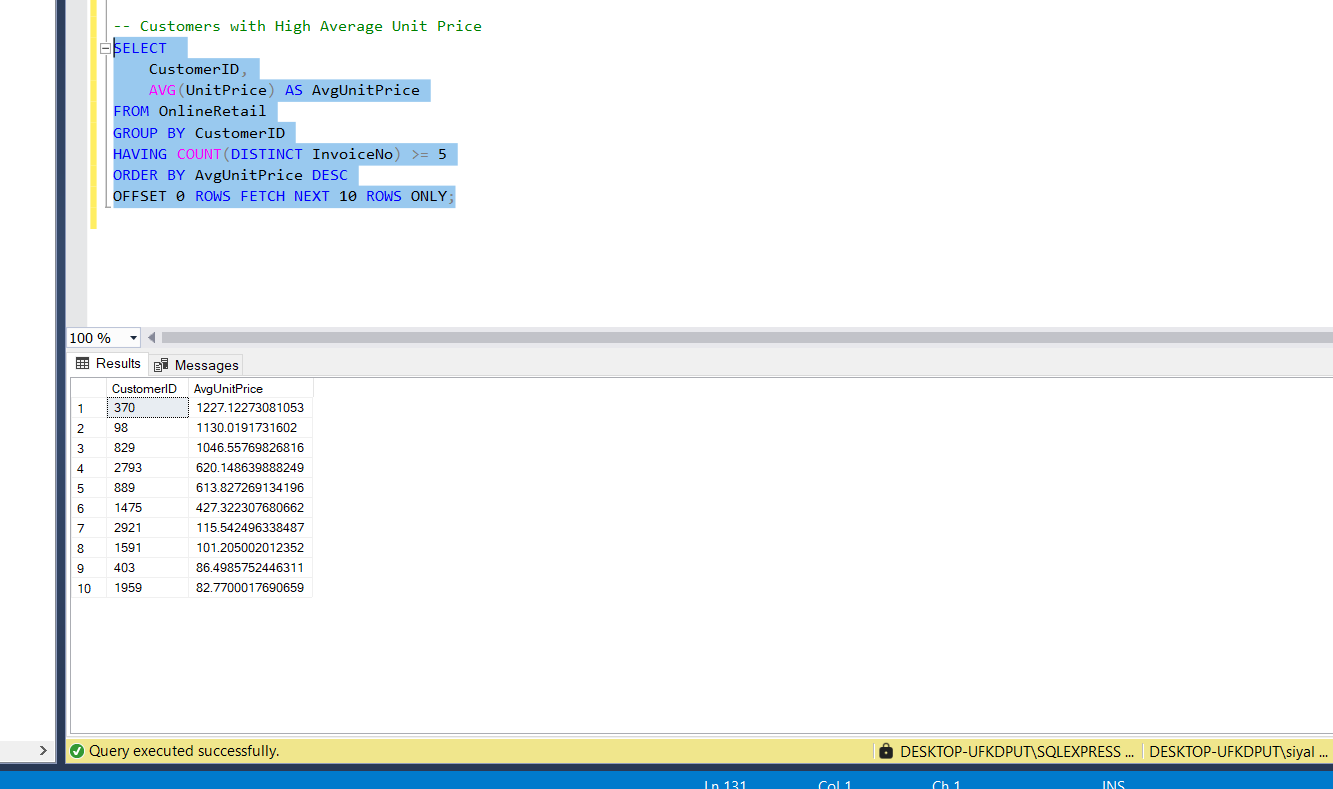 -- Customers with High Average Unit Price
SELECT
CustomerID,
AVG(UnitPrice) AS AvgUnitPrice
FROM OnlineRetail
GROUP BY CustomerID
HAVING COUNT(DISTINCT InvoiceNo) >= 5
ORDER BY AvgUnitPrice DESC
OFFSET 0 ROWS FETCH NEXT 10 ROWS ONLY;
100 %
Results Messages
CustomerID AvgUnitPrice
1 370 1227.12273081053
2 98 1130.0191731602
3 829 1046.55769826816
4 2793 620.148639888249
5 889 613.827269134196
6 1475 427.322307680662
7 2921 115.542496338487
8 1591 101.205002012352
9 403 86.4985752446311
10 1959 82.7700017690659
Query executed successfully. DESKTOP-UFKDPUT\SQLEXPRESS ... DESKTOP-UFKDPUT\siyal ...
Ln 131 Col 1 Ch 1 INS